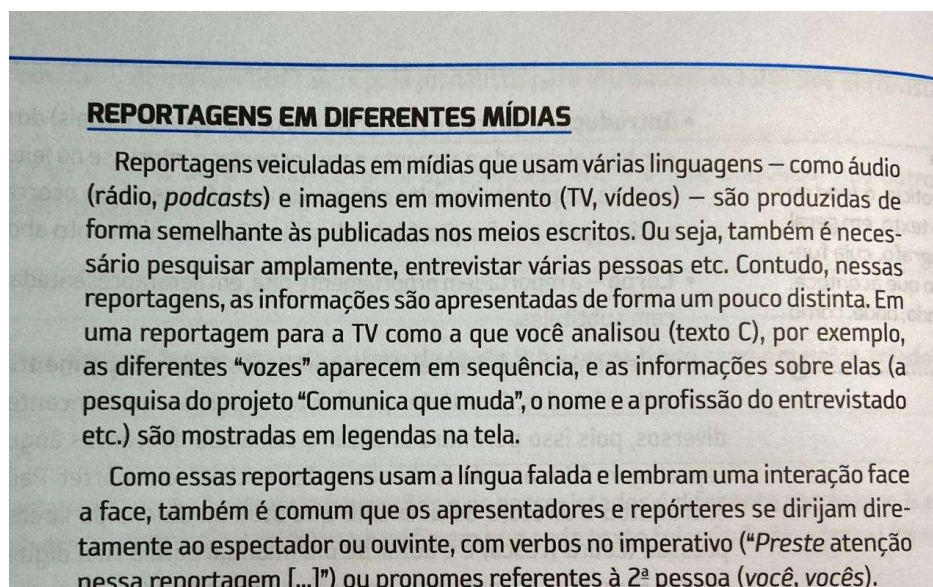 REPORTAGENS EM DIFERENTES MÍDIAS
Reportagens veiculadas em mídias que usam várias linguagens – como áudio
(rádio, podcasts) e imagens em movimento (TV, vídeos) – são produzidas de
forma semelhante às publicadas nos meios escritos. Ou seja, também é neces-
sário pesquisar amplamente, entrevistar várias pessoas etc. Contudo, nessas
reportagens, as informações são apresentadas de forma um pouco distinta. Em
uma reportagem para a TV como a que você analisou (texto C), por exemplo,
as diferentes “vozes” aparecem em sequência, e as informações sobre elas (a
pesquisa do projeto “Comunica que muda”, o nome e a profissão do entrevistado
etc.) são mostradas em legendas na tela.
Como essas reportagens usam a língua falada e lembram uma interação face
a face, também é comum que os apresentadores e repórteres se dirijam dire-
tamente ao espectador ou ouvinte, com verbos no imperativo (“Preste atenção
nessa reportagem [...]”) ou pronomes referentes à 2ª pessoa (você, vocês).